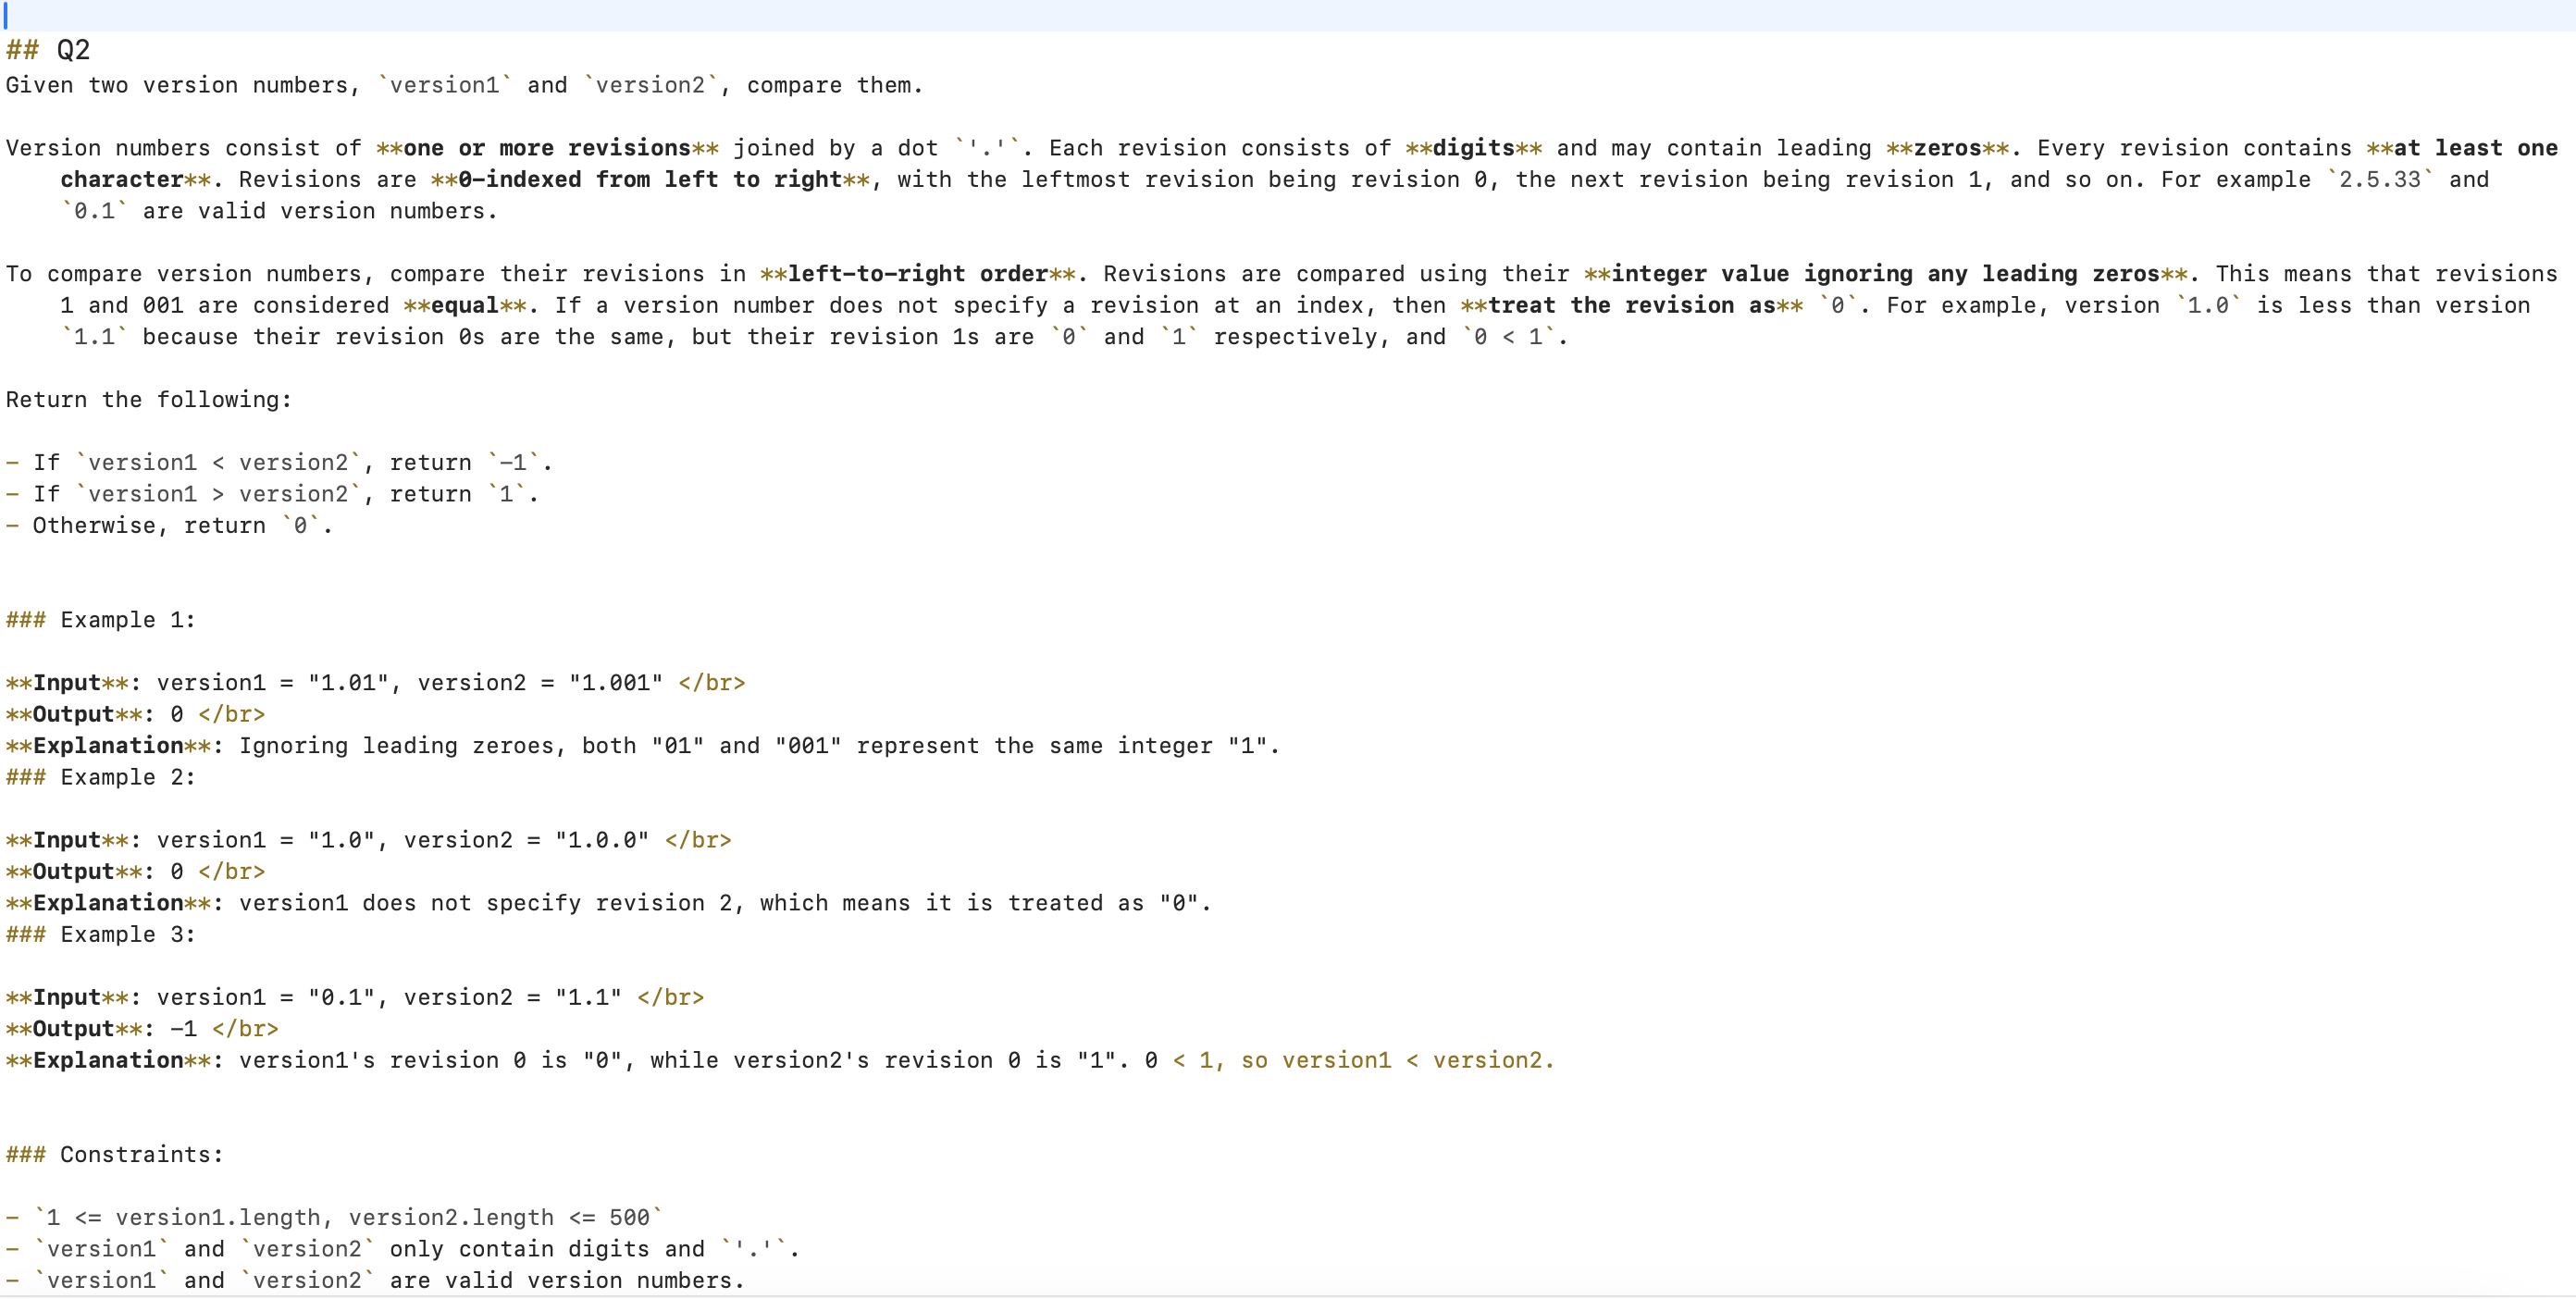 ## Q2
Given two version numbers, `version1` and `version2`, compare them.
Version numbers consist of **one or more revisions** joined by a dot `'.'`. Each revision consists of **digits** and may contain leading **zeros**. Every revision contains **at least one
character**. Revisions are **0-indexed from left to right**, with the leftmost revision being revision 0, the next revision being revision 1, and so on. For example `2.5.33` and
`0.1` are valid version numbers.
To compare version numbers, compare their revisions in **left-to-right order**. Revisions are compared using their **integer value ignoring any leading zeros**. This means that revisions
1 and 001 are considered **equal**. If a version number does not specify a revision at an index, then **treat the revision as** `0`. For example, version `1.0` is less than version
`1.1` because their revision 0s are the same, but their revision 1s are `0` and `1` respectively, and `0 < 1`.
Return the following:
- If `version1 < version2`, return `-1`.
- If `version1 > version2`, return `1`.
- Otherwise, return `0`.
### Example 1:
**Input**: version1 = "1.01", version2 = "1.001" </br>
**Output**: 0 </br>
**Explanation**: Ignoring leading zeroes, both "01" and "001" represent the same integer "1".
### Example 2:
**Input**: version1 = "1.0", version2 = "1.0.0" </br>
**Output**: 0 </br>
**Explanation**: version1 does not specify revision 2, which means it is treated as "0".
### Example 3:
**Input**: version1 = "0.1", version2 = "1.1" </br>
**Output**: -1 </br>
**Explanation**: version1's revision 0 is "0", while version2's revision 0 is "1". 0 < 1, so version1 < version2.
### Constraints:
- `1 <= version1.length, version2.length <= 500`
- `version1` and `version2` only contain digits and `'.'`.
- `version1` and `version2` are valid version numbers.